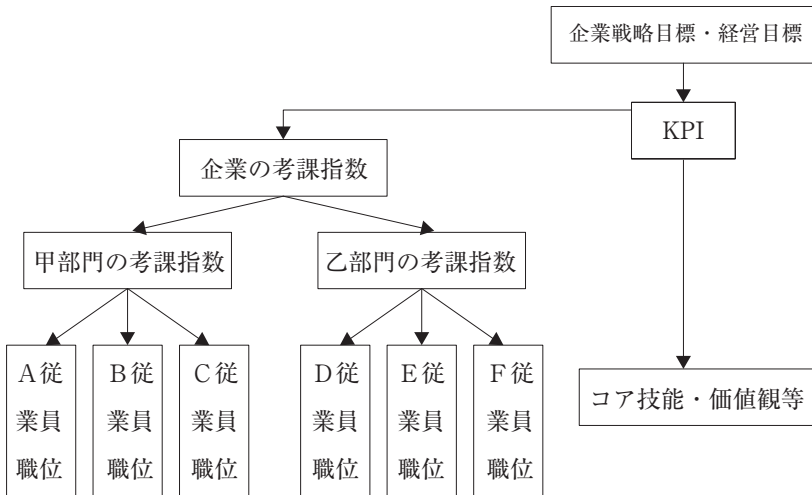 企業戦略目標・経営目標
KPI
企業の考課指数
甲部門の考課指数
乙部門の考課指数
A従
業員
職位
B従
業員
職位
C従
業員
職位
D従
業員
職位
E従
業員
職位
F従
業員
職位
コア技能・価値観等